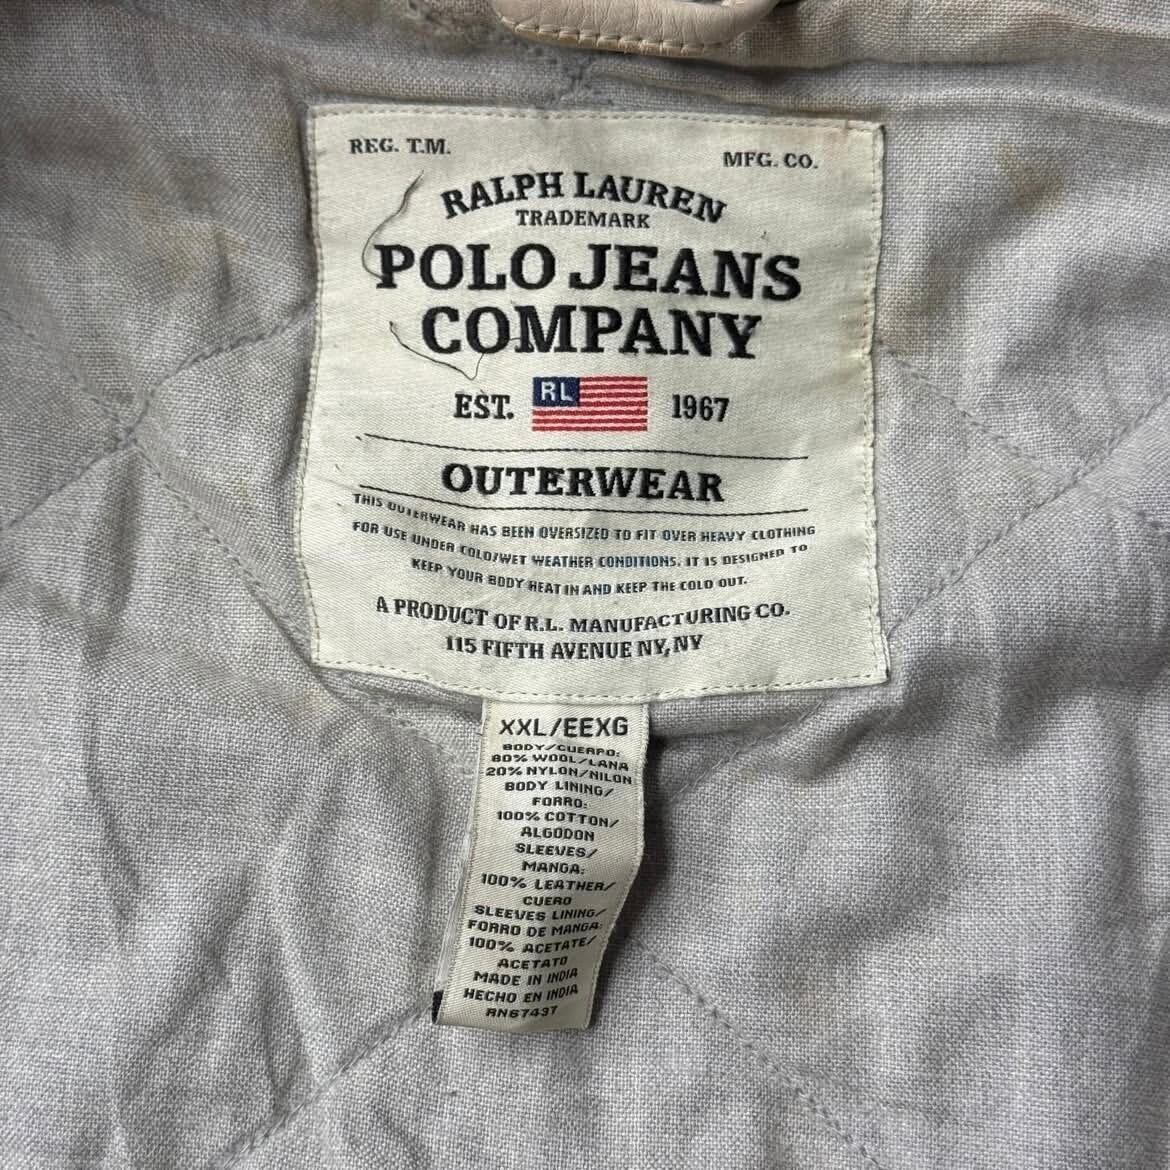 REG. T.M.
MFG. CO.
RALPH LAUREN
TRADEMARK
POLO JEANS
COMPANY
EST. RL 1967
OUTERWEAR
THIS OUTERWEAR HAS BEEN OVERSIZED TO FIT OVER HEAVY CLOTHING
FOR USE UNDER COLD/WET WEATHER CONDITIONS. IT IS DESIGNED TO
KEEP YOUR BODY HEAT IN AND KEEP THE COLD OUT.
A PRODUCT OF R.L. MANUFACTURING CO.
115 FIFTH AVENUE NY, NY
XXL/EEXG
BODY/CUERPO:
80% WOOL/LANA
20% NYLON/NILON
BODY LINING/
FORRO:
100% COTTON/
ALGODON
SLEEVES/
MANGA:
100% LEATHER/
CUERO
SLEEVES LINING/
FORRO DE MANGA:
100% ACETATE/
ACETATO
MADE IN INDIA
HECHO EN INDIA
RN67437